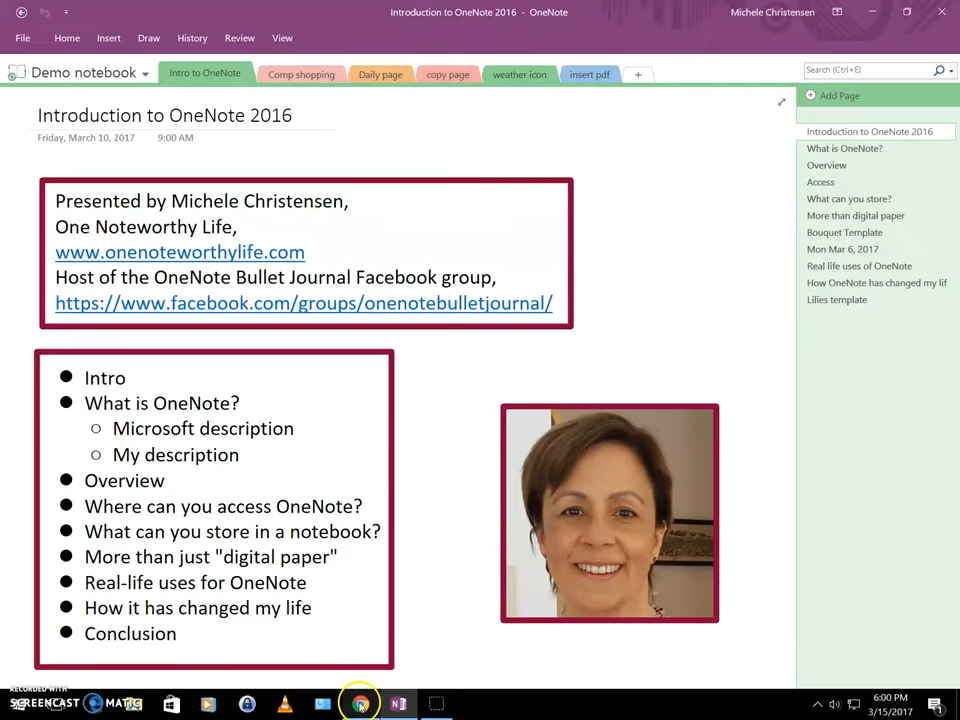 Introduction to OneNote 2016 - OneNote
Michele Christensen
File Home Insert Draw History Review View
Demo notebook
Intro to OneNote
Comp shopping
Daily page
copy page
weather icon
insert pdf
+
Search (Ctrl+E)
Introduction to OneNote 2016
Friday, March 10, 2017 9:00 AM
Presented by Michele Christensen,
One Noteworthy Life,
www.onenoteworthylife.com
Host of the OneNote Bullet Journal Facebook group,
https://www.facebook.com/groups/onenotebulletjournal/
● Intro
● What is OneNote?
○ Microsoft description
○ My description
● Overview
● Where can you access OneNote?
● What can you store in a notebook?
● More than just "digital paper"
● Real-life uses for OneNote
● How it has changed my life
● Conclusion
Add Page
Introduction to OneNote 2016
What is OneNote?
Overview
Access
What can you store?
More than digital paper
Bouquet Template
Mon Mar 6, 2017
Real life uses of OneNote
How OneNote has changed my lif
Lilies template
RECORDED WITH
SCREENCAST MATIC
6:00 PM
3/15/2017
1